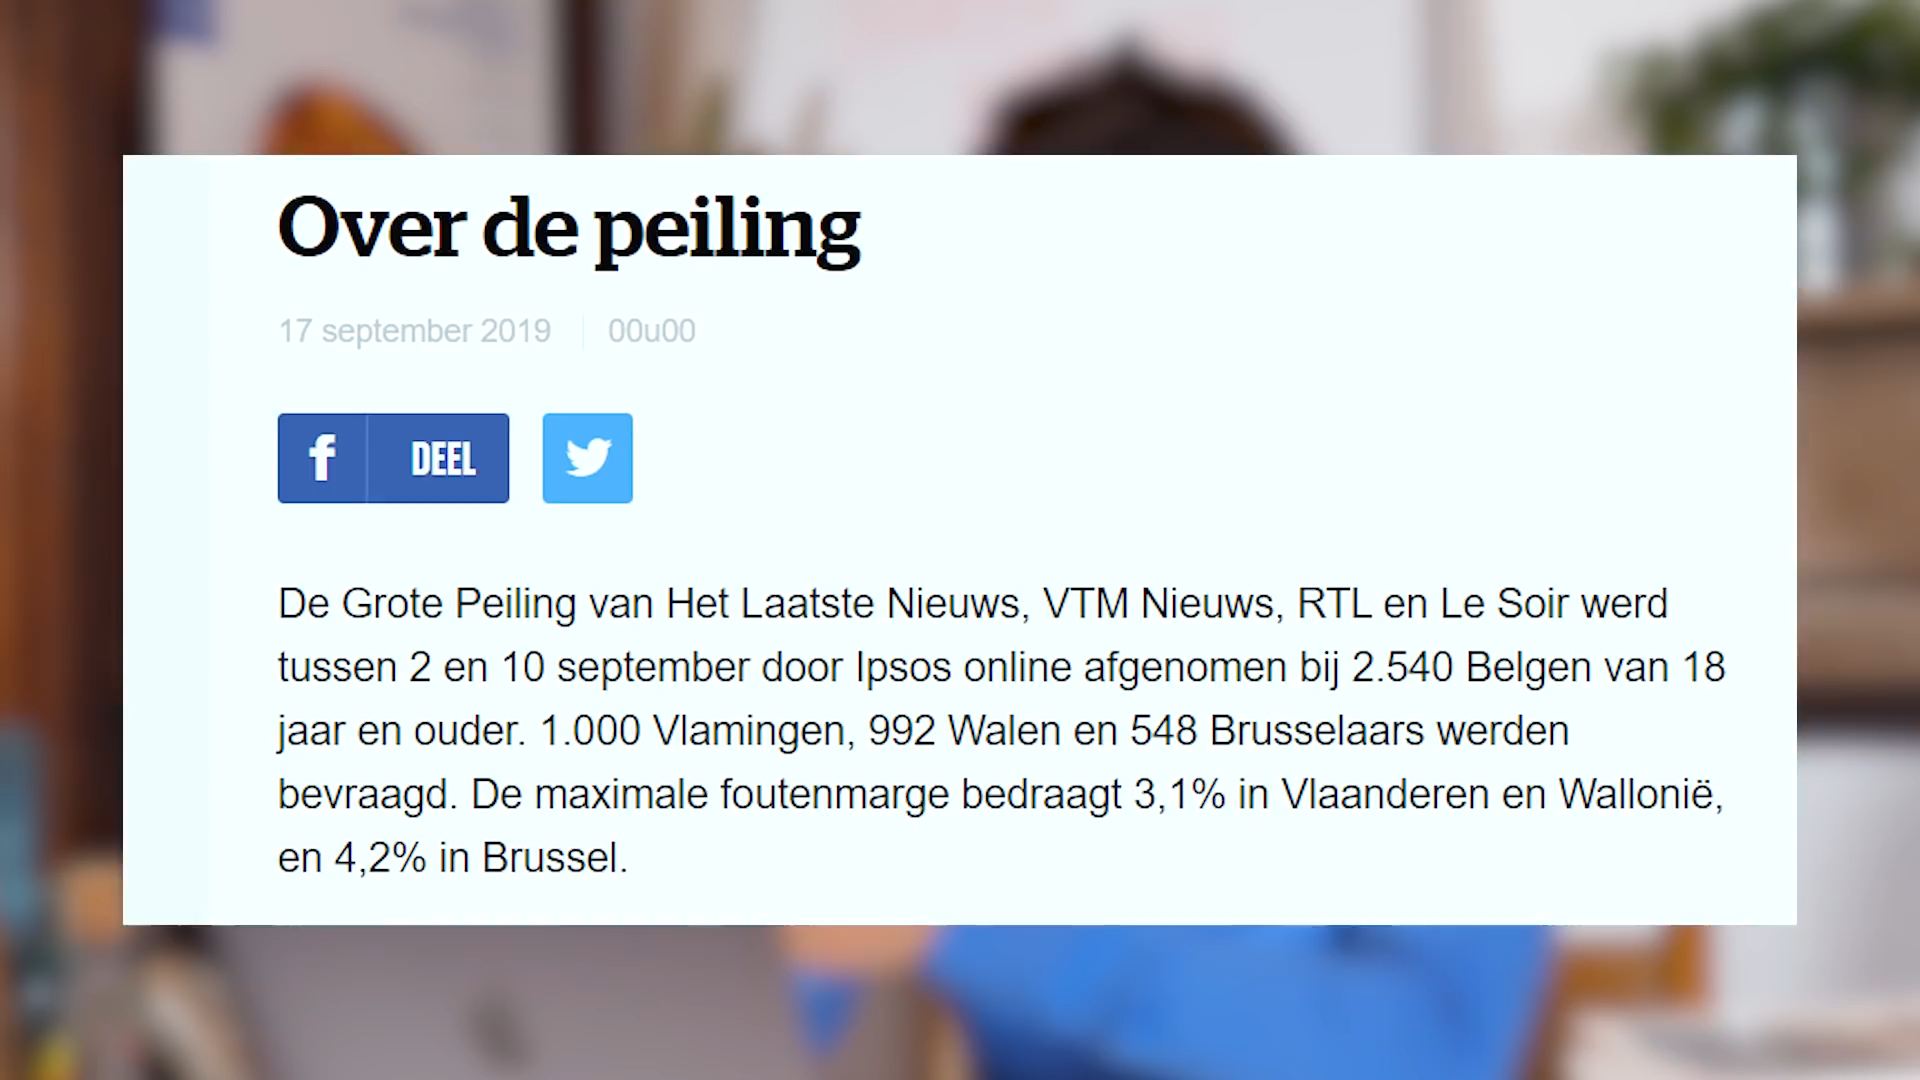 Over de peiling
17 september 2019 00u00
f DEEL
De Grote Peiling van Het Laatste Nieuws, VTM Nieuws, RTL en Le Soir werd
tussen 2 en 10 september door Ipsos online afgenomen bij 2.540 Belgen van 18
jaar en ouder. 1.000 Vlamingen, 992 Walen en 548 Brusselaars werden
bevraagd. De maximale foutenmarge bedraagt 3,1% in Vlaanderen en Wallonië,
en 4,2% in Brussel.